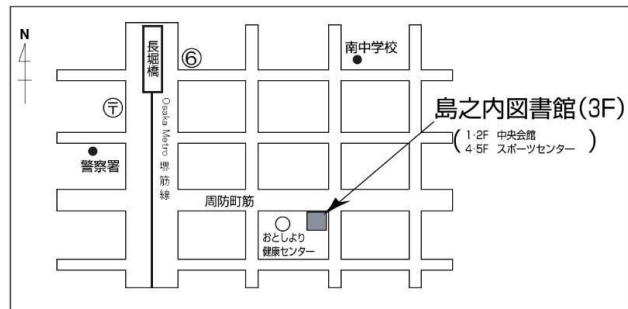 N
長堀橋
⑥
南中学校
〒
島之内図書館(3F)
(1·2F 中央会館
4·5F スポーツセンター)
警察署
Osaka Metro 堺筋線
周防町筋
おとしより
健康センター